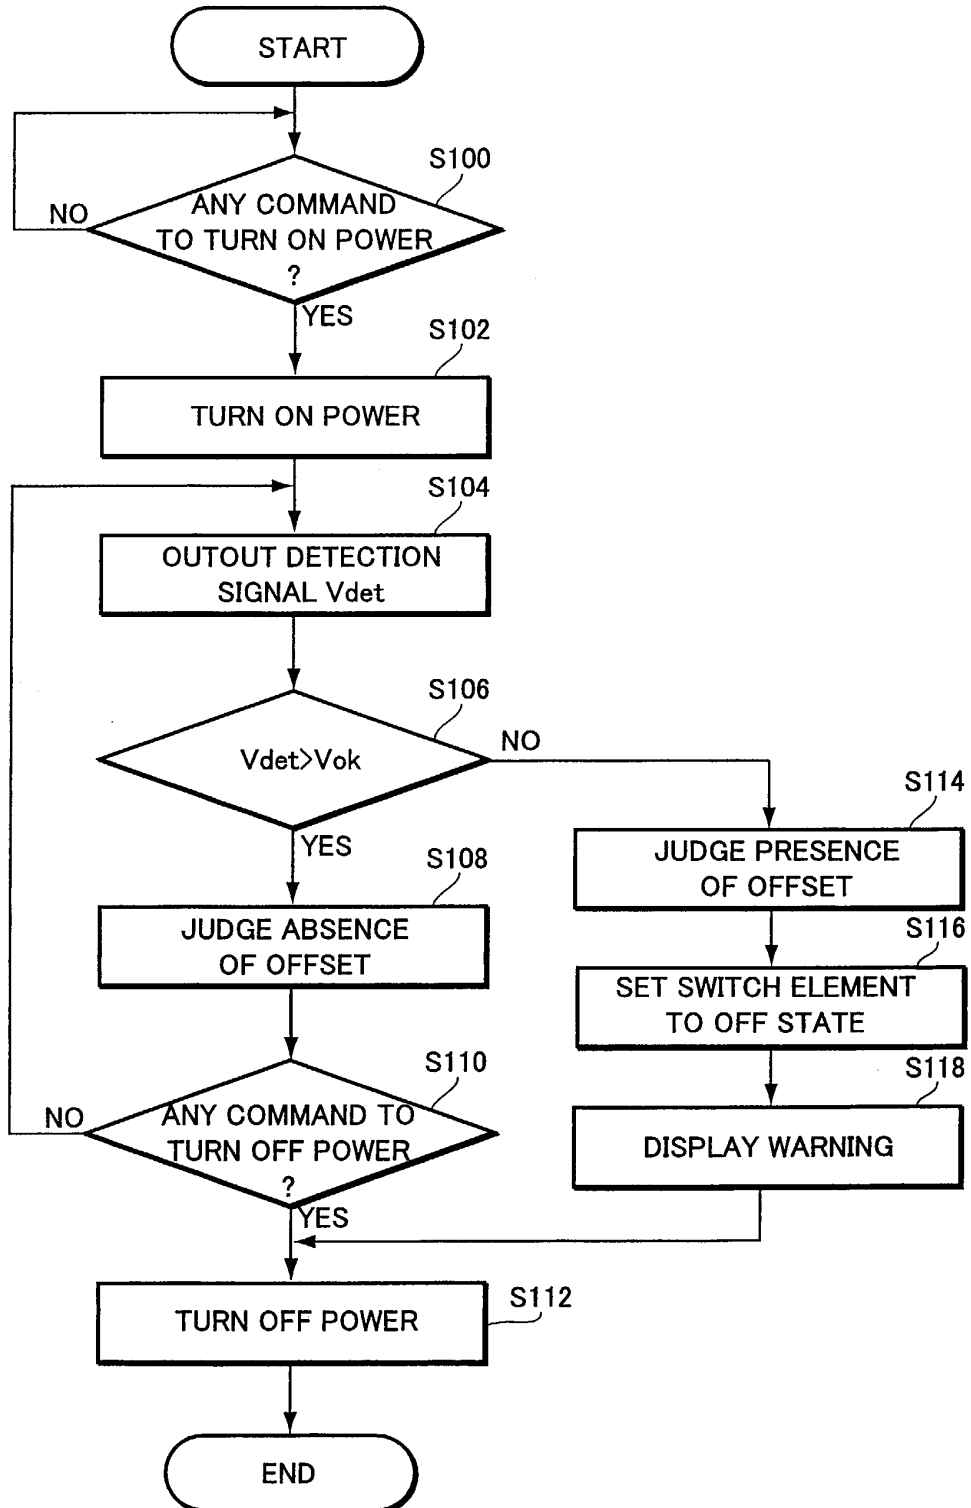 START
S100
ANY COMMAND
TO TURN ON POWER
?
NO
YES
S102
TURN ON POWER
S104
OUTOUT DETECTION
SIGNAL Vdet
S106
Vdet>Vok
NO
YES
S108
JUDGE ABSENCE
OF OFFSET
S110
ANY COMMAND TO
TURN OFF POWER
?
NO
YES
S114
JUDGE PRESENCE
OF OFFSET
S116
SET SWITCH ELEMENT
TO OFF STATE
S118
DISPLAY WARNING
S112
TURN OFF POWER
END